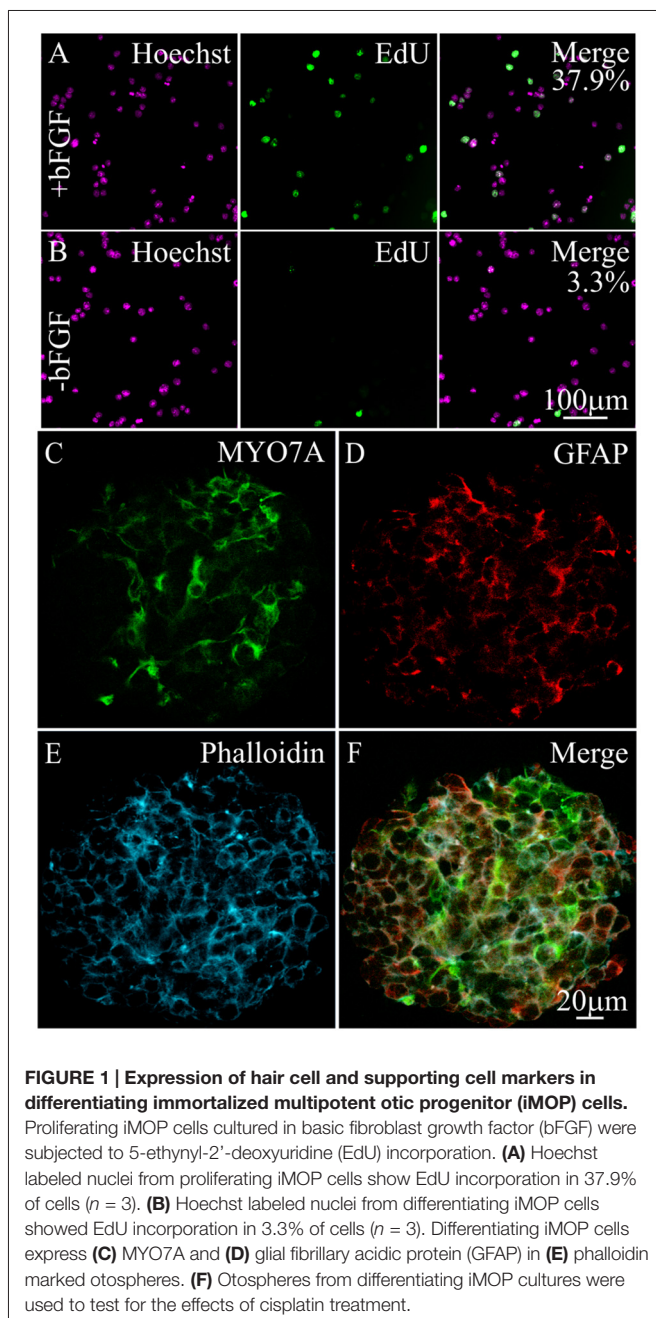 A Hoechst EdU Merge
37.9%
+bFGF
B Hoechst EdU Merge
3.3%
-bFGF
100µm
C MYO7A D GFAP
E Phalloidin F Merge
20µm
FIGURE 1 | Expression of hair cell and supporting cell markers in
differentiating immortalized multipotent otic progenitor (iMOP) cells.
Proliferating iMOP cells cultured in basic fibroblast growth factor (bFGF) were
subjected to 5-ethynyl-2'-deoxyuridine (EdU) incorporation. (A) Hoechst
labeled nuclei from proliferating iMOP cells show EdU incorporation in 37.9%
of cells (n = 3). (B) Hoechst labeled nuclei from differentiating iMOP cells
showed EdU incorporation in 3.3% of cells (n = 3). Differentiating iMOP cells
express (C) MYO7A and (D) glial fibrillary acidic protein (GFAP) in (E) phalloidin
marked otospheres. (F) Otospheres from differentiating iMOP cultures were
used to test for the effects of cisplatin treatment.